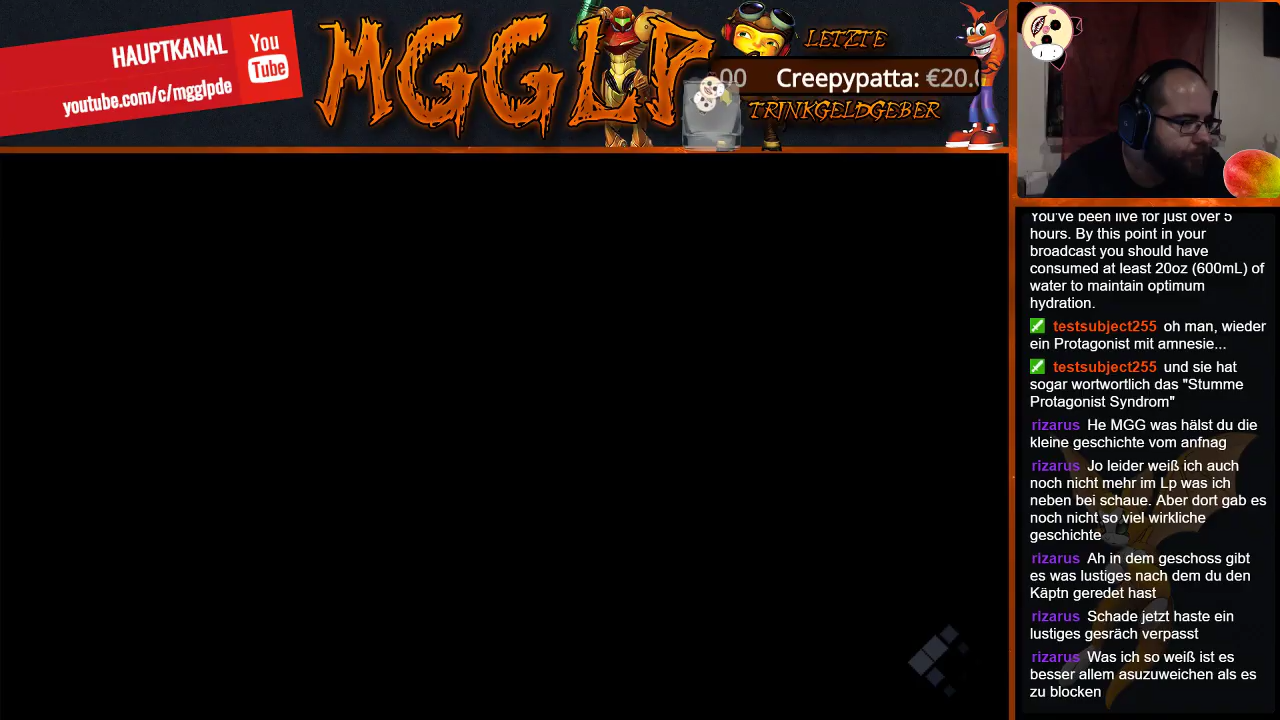 HAUPTKANAL
You
Tube
youtube.com/c/mgglpde
MGGLP
LETZTE
00 Creepypatta: €20.0
TRINKGELDGEBER
You've been live for just over 5
hours. By this point in your
broadcast you should have
consumed at least 20oz (600mL) of
water to maintain optimum
hydration.
testsubject255 oh man, wieder
ein Protagonist mit amnesie...
testsubject255 und sie hat
sogar wortwortlich das "Stumme
Protagonist Syndrom"
rizarus He MGG was hälst du die
kleine geschichte vom anfnag
rizarus Jo leider weiß ich auch
noch nicht mehr im Lp was ich
neben bei schaue. Aber dort gab es
noch nicht so viel wirkliche
geschichte
rizarus Ah in dem geschoss gibt
es was lustiges nach dem du den
Käptn geredet hast
rizarus Schade jetzt haste ein
lustiges gesräch verpasst
rizarus Was ich so weiß ist es
besser allem asuzuweichen als es
zu blocken